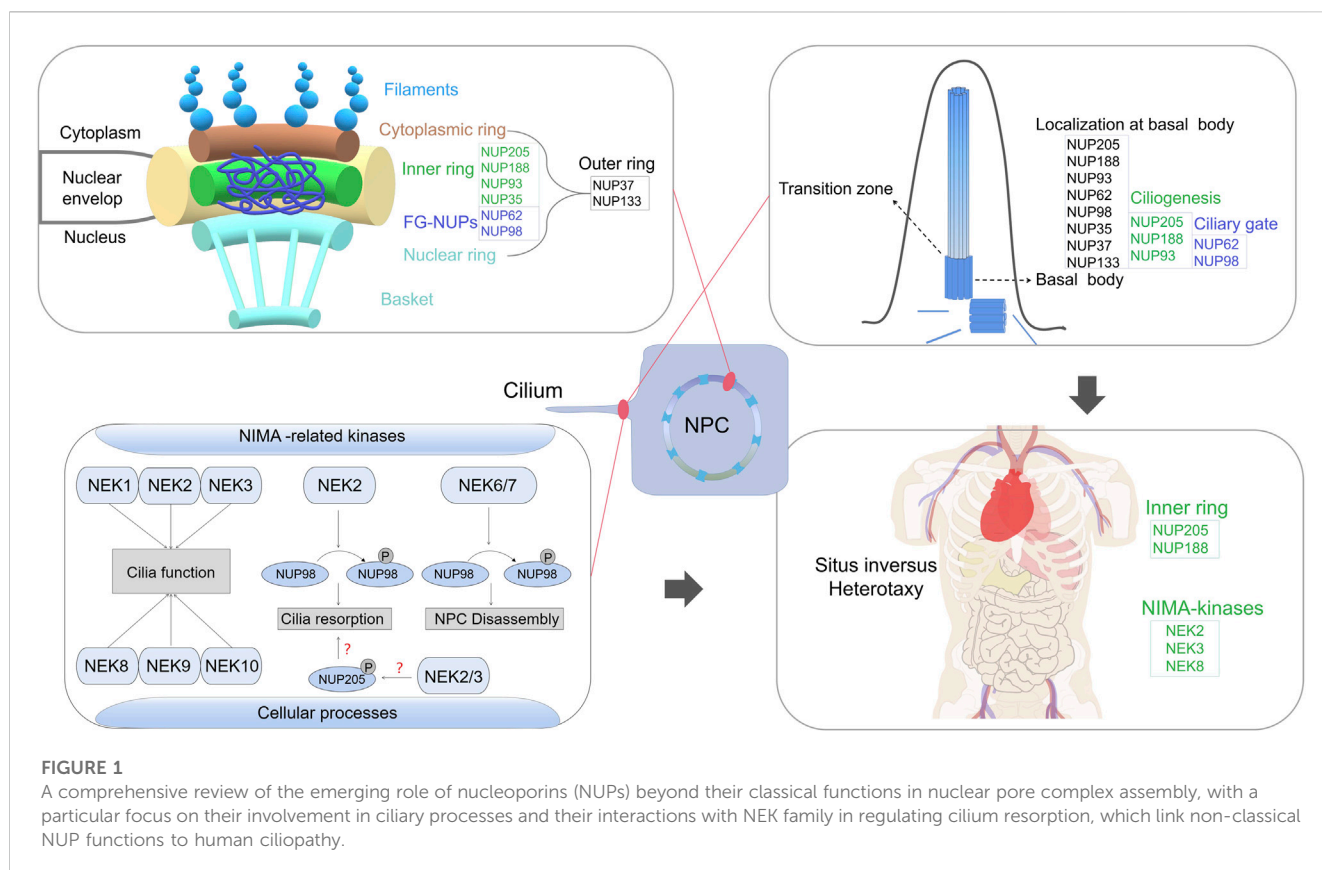 Filaments
Cytoplasmic ring
Cytoplasm
Inner ring
NUP205
NUP188
NUP93
NUP35
Outer ring
NUP37
NUP133
Nuclear
envelop
FG-NUPs
NUP62
NUP98
Nucleus
Nuclear ring
Basket
Localization at basal body
NUP205
NUP188
NUP93
NUP62
NUP98
NUP35
NUP37
NUP133
Transition zone
Ciliogenesis
NUP205
NUP188
NUP93
Ciliary gate
NUP62
NUP98
Basal body
Cilium
NPC
NIMA -related kinases
NEK1
NEK2
NEK3
NEK2
NEK6/7
Cilia function
P
P
NUP98
NUP98
NUP98
NUP98
Cilia resorption
NPC Disassembly
NEK8
NEK9
NEK10
?
?
P
NUP205
NEK2/3
Cellular processes
Situs inversus
Heterotaxy
Inner ring
NUP205
NUP188
NIMA-kinases
NEK2
NEK3
NEK8
FIGURE 1
A comprehensive review of the emerging role of nucleoporins (NUPs) beyond their classical functions in nuclear pore complex assembly, with a
particular focus on their involvement in ciliary processes and their interactions with NEK family in regulating cilium resorption, which link non-classical
NUP functions to human ciliopathy.